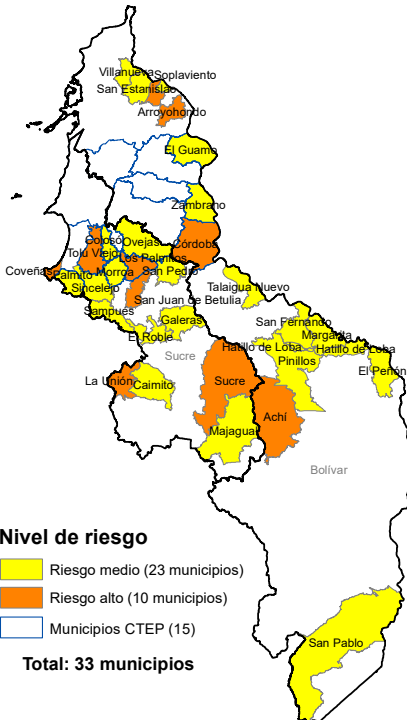 Villanueva
Soplaviento
San Estanislao
Arroyohondo
El Guamo
Zambrano
Córdoba
Colosó
Ovejas
Tolú Viejo
Los Palmitos
Coveñas
Palmito
Morroa
San Pedro
Sincelejo
Talaigua Nuevo
San Juan de Betulia
Sampués
Galeras
San Fernando
Margarita
El Roble
Hatillo de Loba
Hatillo de Loba
Sucre
Pinillos
El Peñón
La Unión
Caimito
Sucre
Achí
Majagual
Bolívar
Nivel de riesgo
Riesgo medio (23 municipios)
Riesgo alto (10 municipios)
Municipios CTEP (15)
Total: 33 municipios
San Pablo